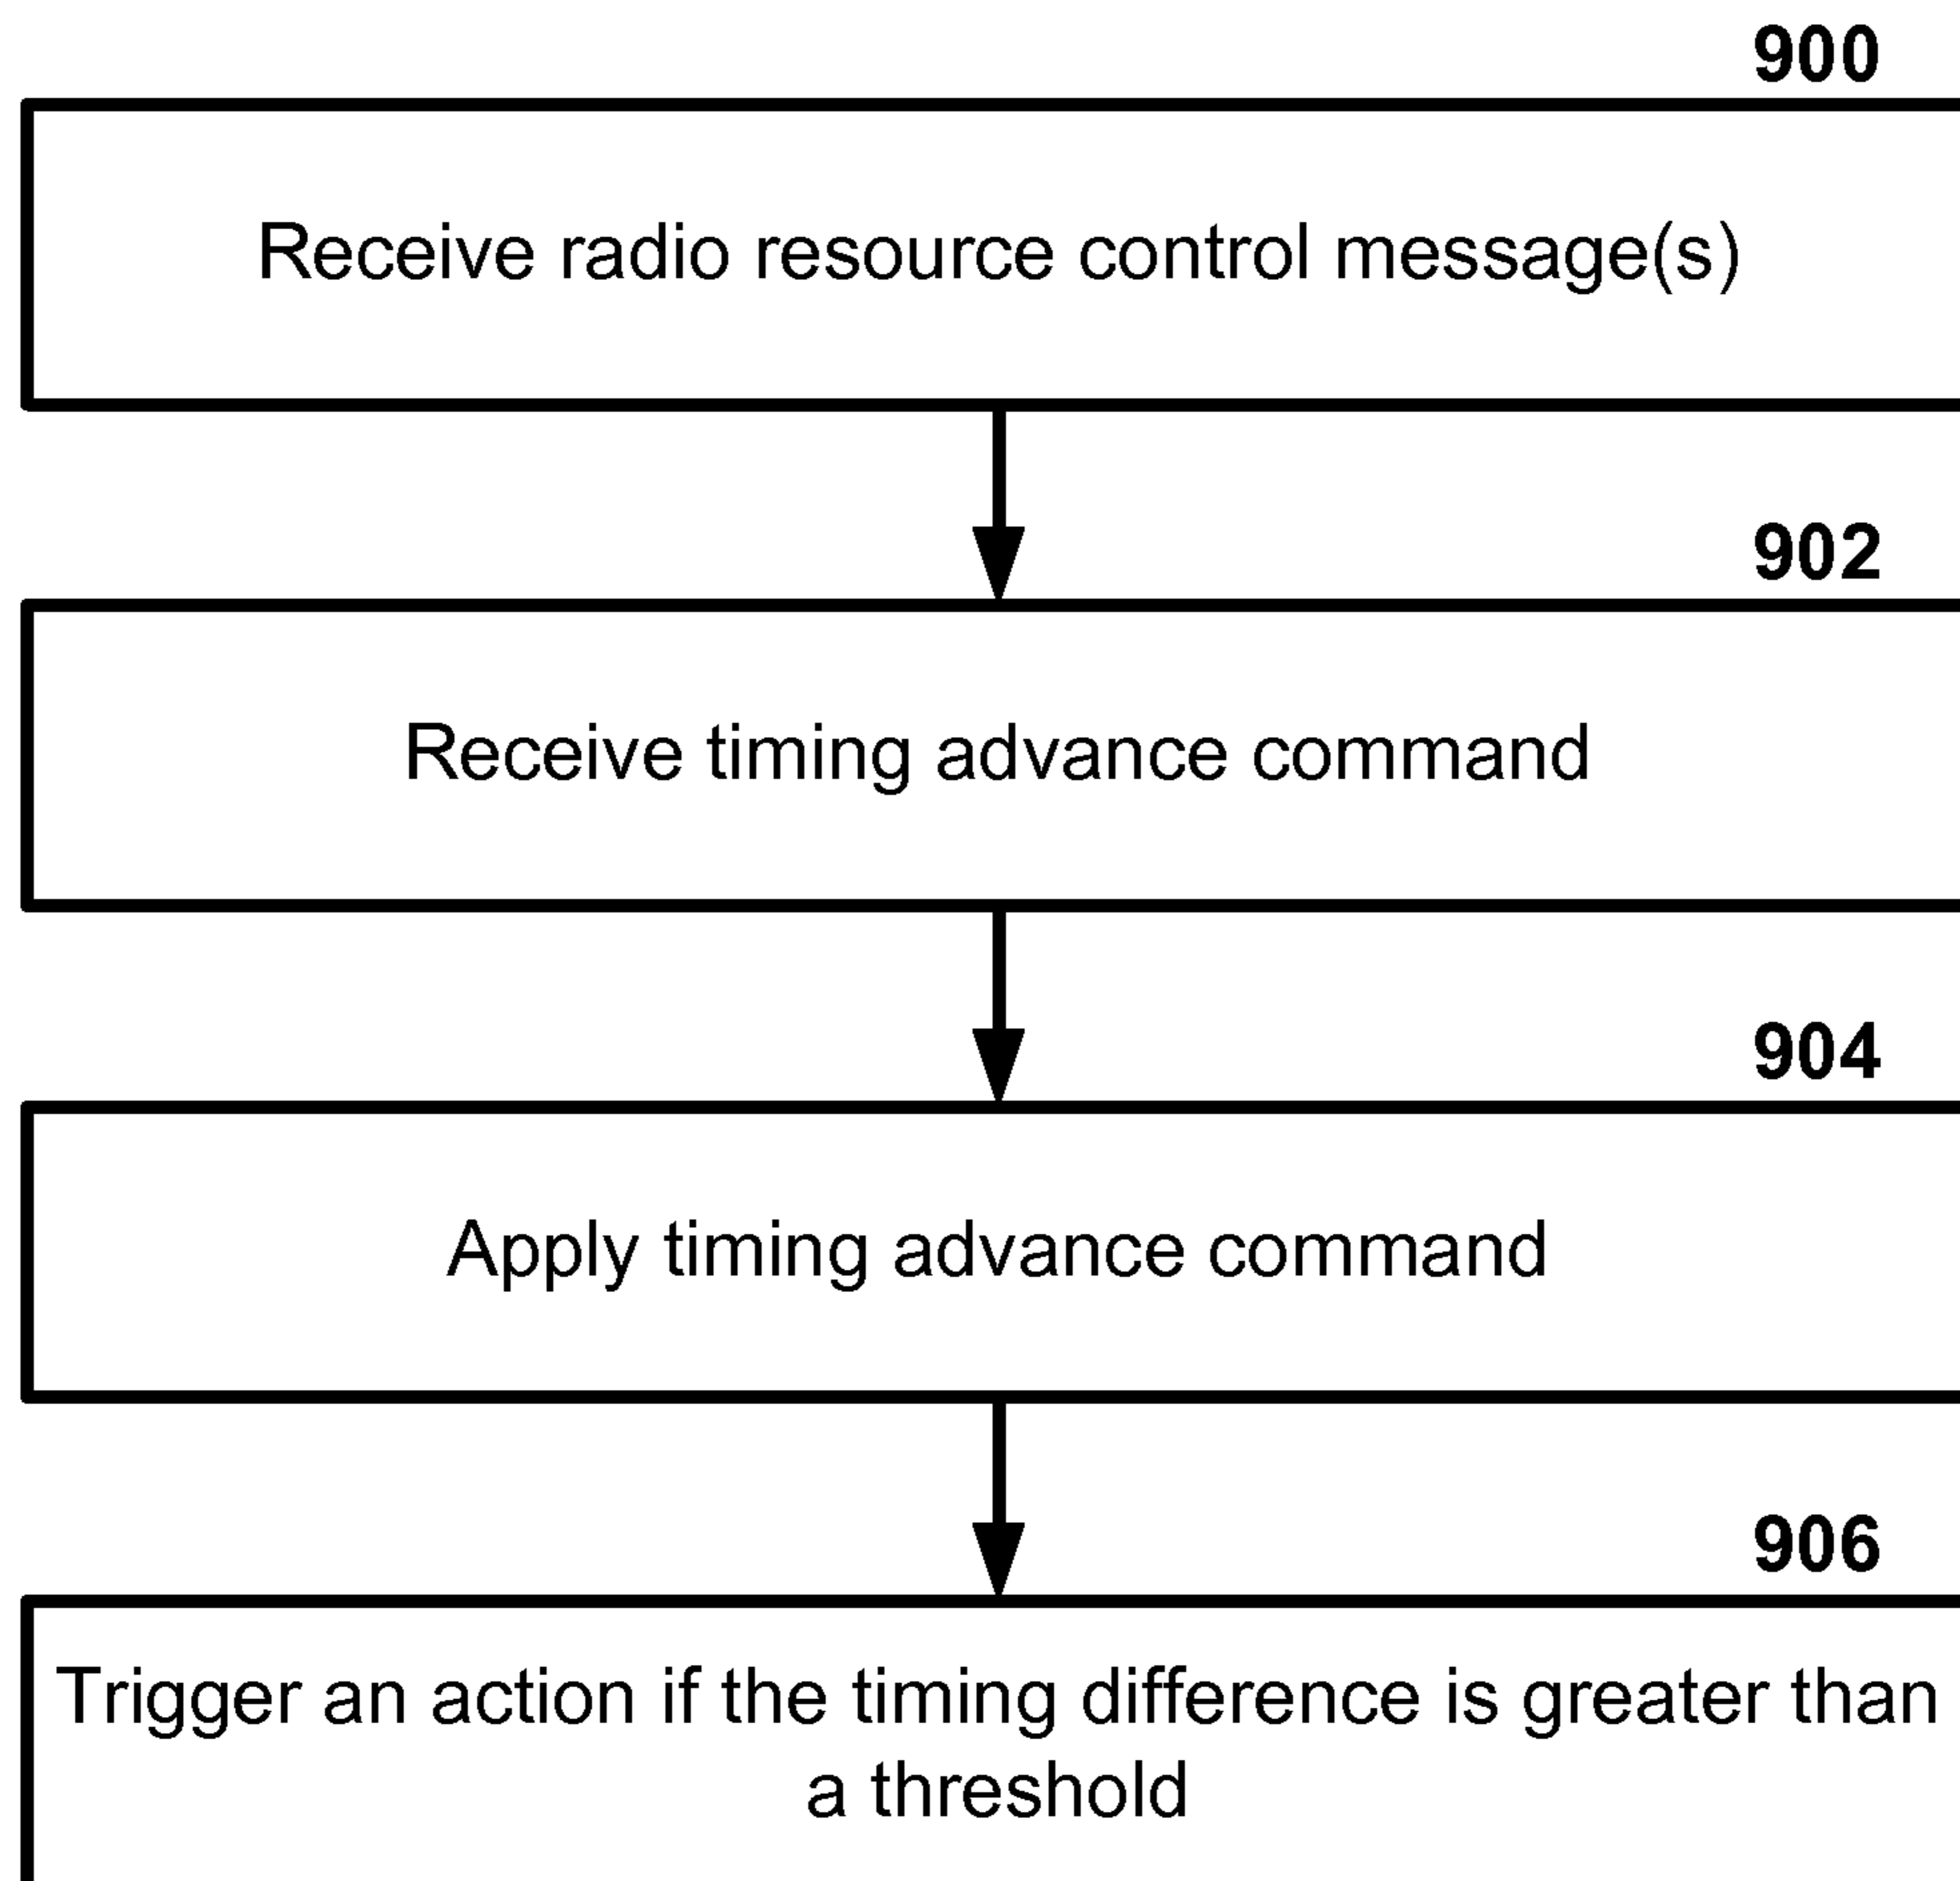 900
Receive radio resource control message(s)
902
Receive timing advance command
904
Apply timing advance command
906
Trigger an action if the timing difference is greater than
a threshold